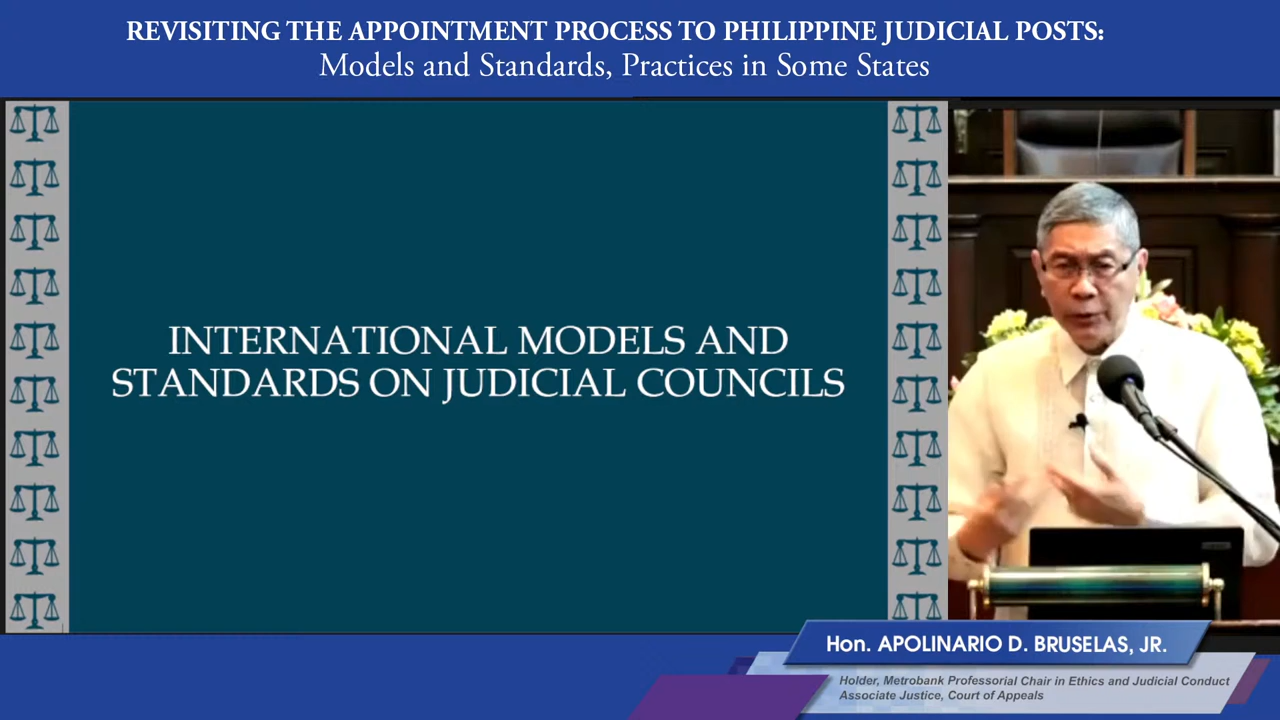 REVISITING THE APPOINTMENT PROCESS TO PHILIPPINE JUDICIAL POSTS:
Models and Standards, Practices in Some States
INTERNATIONAL MODELS AND
STANDARDS ON JUDICIAL COUNCILS
Hon. APOLINARIO D. BRUSELAS, JR.
Holder, Metrobank Professorial Chair in Ethics and Judicial Conduct
Associate Justice, Court of Appeals